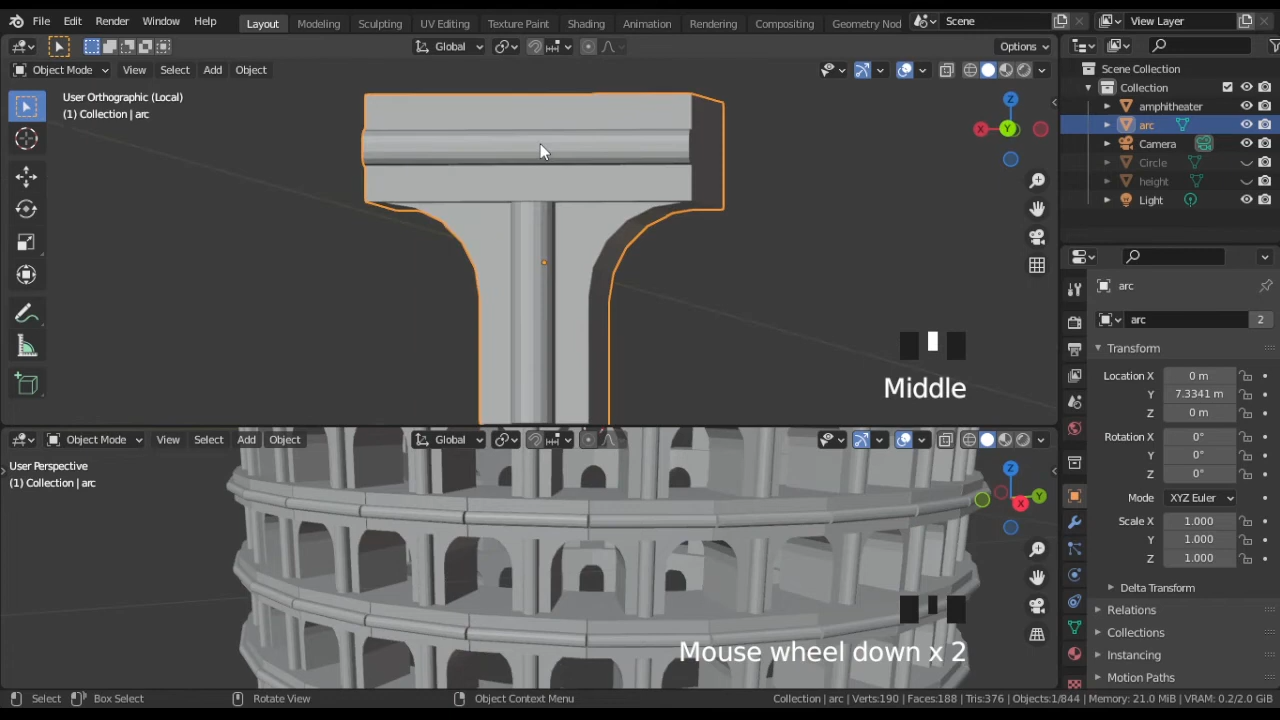 File Edit Render Window Help Layout Modeling Sculpting UV Editing Texture Paint Shading Animation Rendering Compositing Geometry Nod Scene View Layer
Global Options
Object Mode View Select Add Object
User Orthographic (Local)
(1) Collection | arc
X Y Z
Middle
Object Mode View Select Add Object Global
User Perspective
(1) Collection | arc
Z Y X
Mouse wheel down x 2
Scene Collection
Collection
amphitheater
arc
Camera
Circle
height
Light
arc
arc 2
Transform
Location X 0 m
Y 7.3341 m
Z 0 m
Rotation X 0°
Y 0°
Z 0°
Mode XYZ Euler
Scale X 1.000
Y 1.000
Z 1.000
Delta Transform
Relations
Collections
Instancing
Motion Paths
Select Box Select Rotate View Object Context Menu Collection | arc | Verts:190 | Faces:188 | Tris:376 | Objects:1/844 | Memory: 21.0 MiB | VRAM: 0.2/2.0 GiB